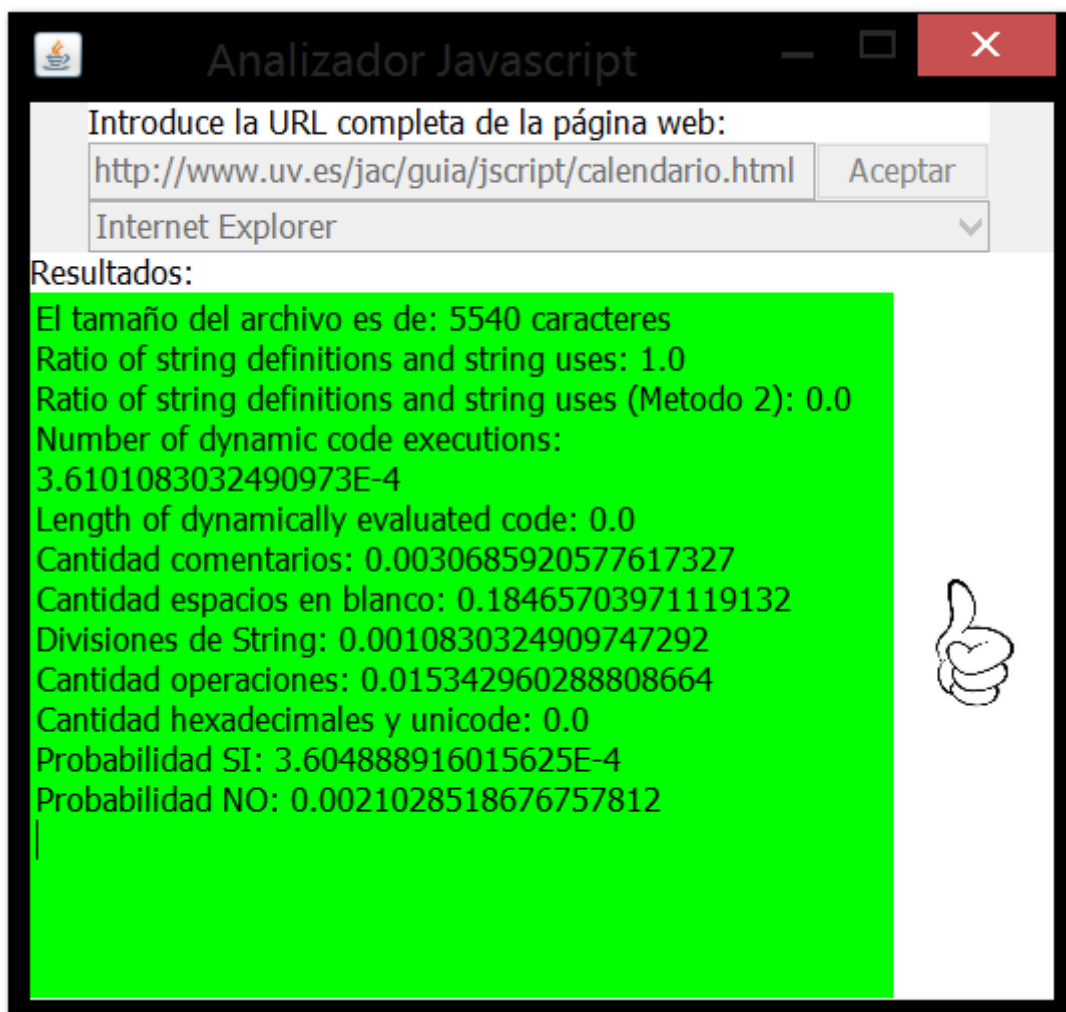 Analizador Javascript
Introduce la URL completa de la página web:
http://www.uv.es/jac/guia/jscript/calendario.html Aceptar
Internet Explorer
Resultados:
El tamaño del archivo es de: 5540 caracteres
Ratio of string definitions and string uses: 1.0
Ratio of string definitions and string uses (Metodo 2): 0.0
Number of dynamic code executions:
3.6101083032490973E-4
Length of dynamically evaluated code: 0.0
Cantidad comentarios: 0.0030685920577617327
Cantidad espacios en blanco: 0.18465703971119132
Divisiones de String: 0.0010830324909747292
Cantidad operaciones: 0.015342960288808664
Cantidad hexadecimales y unicode: 0.0
Probabilidad SI: 3.604888916015625E-4
Probabilidad NO: 0.0021028518676757812